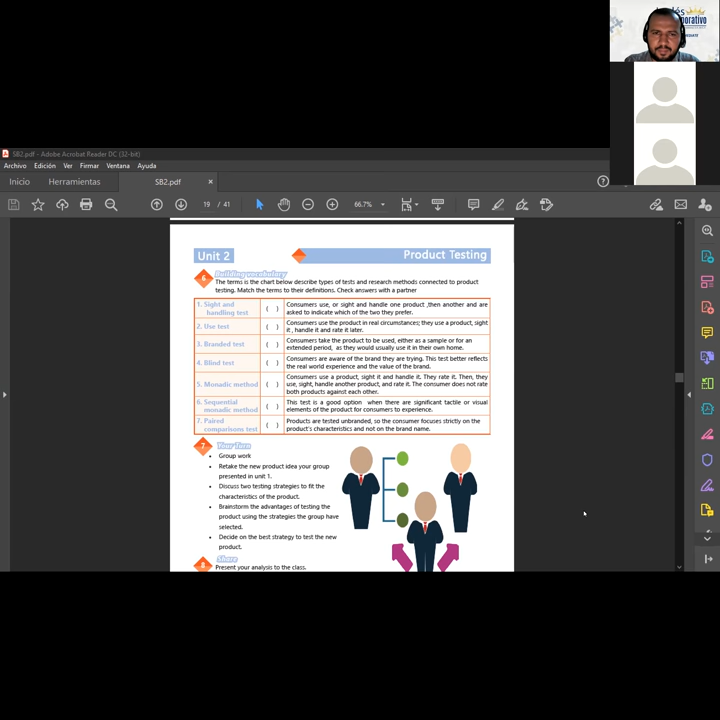 SB2.pdf - Adobe Acrobat Reader DC (32-bit)
Archivo Edición Ver Firmar Ventana Ayuda
Inicio Herramientas SB2.pdf ×
19 / 41 66.7%
Unit 2 Product Testing
6 Building vocabulary
The terms is the chart below describe types of tests and research methods connected to product
testing. Match the terms to their definitions. Check answers with a partner
1. Sight and handling test ( ) Consumers use, or sight and handle one product ,then another and are
asked to indicate which of the two they prefer.
2. Use test ( ) Consumers use the product in real circumstances; they use a product, sight
it , handle it and rate it later.
3. Branded test ( ) Consumers take the product to be used, either as a sample or for an
extended period, as they would usually use it in their own home.
4. Blind test ( ) Consumers are aware of the brand they are trying. This test better reflects
the real world experience and the value of the brand.
5. Monadic method ( ) Consumers use a product, sight it and handle it. They rate it. Then, they
use, sight, handle another product, and rate it. The consumer does not rate
both products against each other.
6. Sequential monadic method ( ) This test is a good option when there are significant tactile or visual
elements of the product for consumers to experience.
7. Paired comparisons test ( ) Products are tested unbranded, so the consumer focuses strictly on the
product's characteristics and not on the brand name.
7 Your Turn
• Group work
• Retake the new product idea your group
presented in unit 1.
• Discuss two testing strategies to fit the
characteristics of the product.
• Brainstorm the advantages of testing the
product using the strategies the group have
selected.
• Decide on the best strategy to test the new
product.
8 Share
Present your analysis to the class.